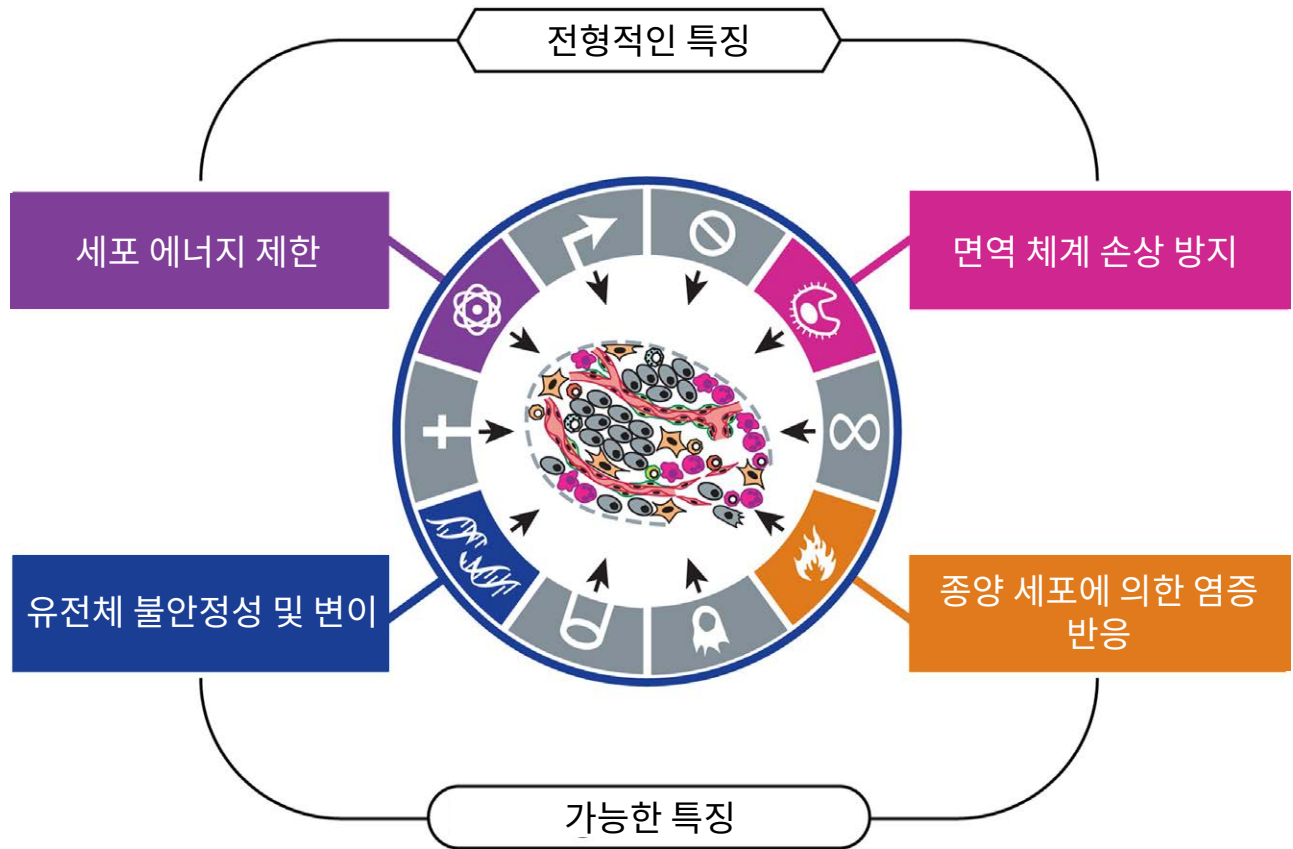 전형적인 특징
세포 에너지 제한
면역 체계 손상 방지
유전체 불안정성 및 변이
종양 세포에 의한 염증
반응
가능한 특징